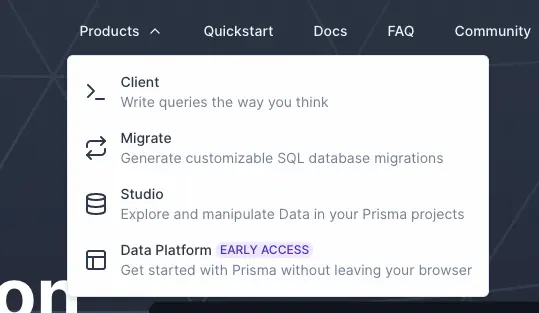 Products Quickstart Docs FAQ Community
Client
Write queries the way you think
Migrate
Generate customizable SQL database migrations
Studio
Explore and manipulate Data in your Prisma projects
Data Platform EARLY ACCESS
Get started with Prisma without leaving your browser
on